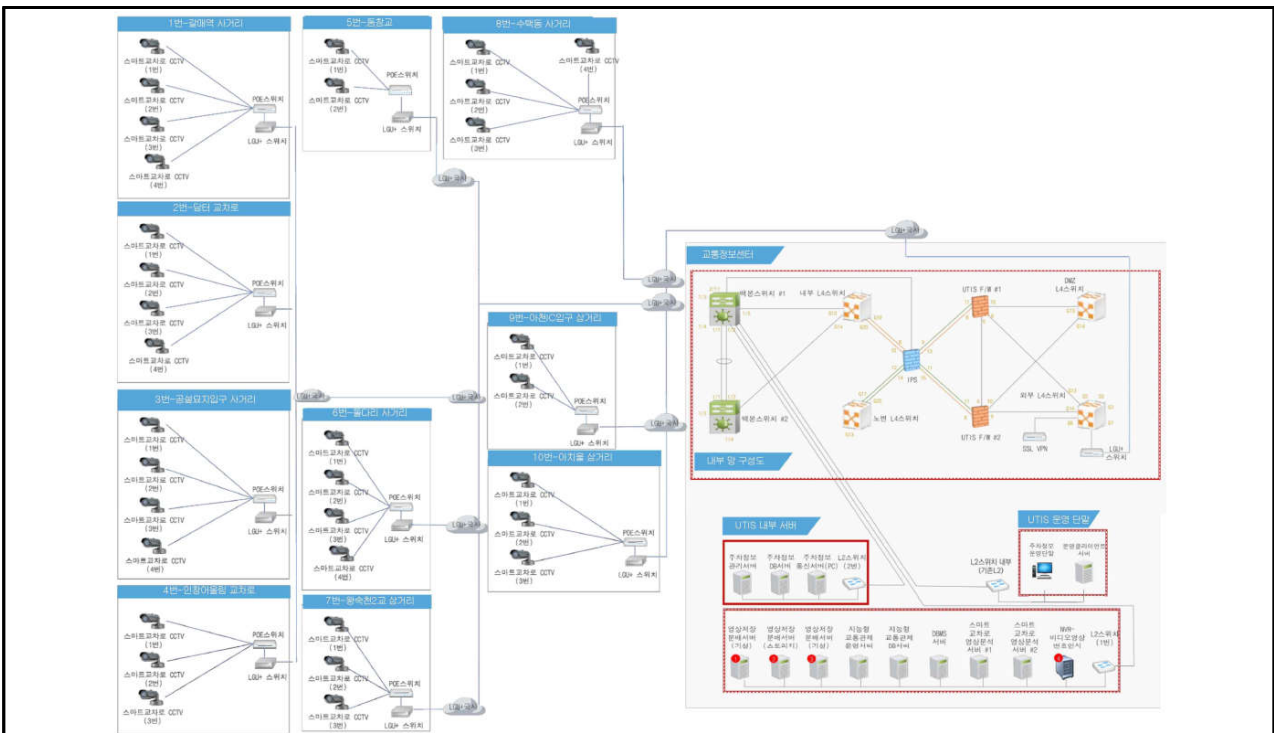 1번-갈매역 사거리
스마트교차로 CCTV
(1번)
스마트교차로 CCTV
(2번)
스마트교차로 CCTV
(3번)
스마트교차로 CCTV
(4번)
POE스위치
LGU+ 스위치
2번-담터 교차로
스마트교차로 CCTV
(1번)
스마트교차로 CCTV
(2번)
스마트교차로 CCTV
(3번)
스마트교차로 CCTV
(4번)
POE스위치
LGU+ 스위치
3번-공설묘지입구 사거리
스마트교차로 CCTV
(1번)
스마트교차로 CCTV
(2번)
스마트교차로 CCTV
(3번)
스마트교차로 CCTV
(4번)
POE스위치
LGU+ 스위치
4번-인창어울림 교차로
스마트교차로 CCTV
(1번)
스마트교차로 CCTV
(2번)
스마트교차로 CCTV
(3번)
POE스위치
LGU+ 스위치
5번-동창교
스마트교차로 CCTV
(1번)
스마트교차로 CCTV
(2번)
POE스위치
LGU+ 스위치
6번-돌다리 사거리
스마트교차로 CCTV
(1번)
스마트교차로 CCTV
(2번)
스마트교차로 CCTV
(3번)
스마트교차로 CCTV
(4번)
POE스위치
LGU+ 스위치
7번-왕숙천2교 삼거리
스마트교차로 CCTV
(1번)
스마트교차로 CCTV
(2번)
스마트교차로 CCTV
(3번)
POE스위치
LGU+ 스위치
8번-수택동 사거리
스마트교차로 CCTV
(1번)
스마트교차로 CCTV
(2번)
스마트교차로 CCTV
(3번)
스마트교차로 CCTV
(4번)
POE스위치
LGU+ 스위치
9번-아천IC입구 삼거리
스마트교차로 CCTV
(1번)
스마트교차로 CCTV
(2번)
POE스위치
LGU+ 스위치
10번-아치울 삼거리
스마트교차로 CCTV
(1번)
스마트교차로 CCTV
(2번)
스마트교차로 CCTV
(3번)
POE스위치
LGU+ 스위치
LGU+국사
LGU+국사
LGU+국사
LGU+국사
LGU+국사
LGU+국사
LGU+국사
LGU+국사
LGU+국사
교통정보센터
백본스위치 #1
내부 L4스위치
UTIS F/W #1
DMZ
L4스위치
IPS
백본스위치 #2
L4스위치
UTIS F/W #2
외부 L4스위치
SSL VPN
LGU+
스위치
내부 망 구성도
UTIS 내부 서버
주차정보
관리서버
주차정보
DB서버
주차정보
통신서버(PC)
L2스위치
(2번)
UTIS 운영 단말
주차정보
운영단말
운영클라이언트
서버
L2스위치 내부
(기존L2)
영상저장
분배서버
(기성)
영상저장
분배서버
(스토리지)
영상저장
분배서버
(기성)
지능형
교통관제
운영서버
지능형
교통관제
DB서버
DBMS
서버
스마트
교차로
영상분석
서버 #1
스마트
교차로
영상분석
서버 #2
비디오영상
L2스위치
(1번)